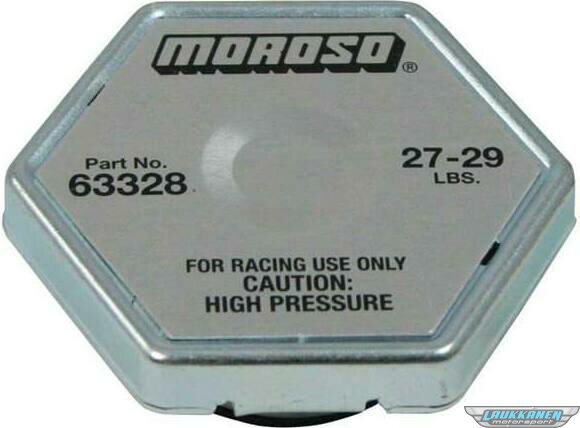 MOROSO®
Part No.
63328
27-29
LBS.
FOR RACING USE ONLY
CAUTION:
HIGH PRESSURE
LAUKKANEN
motorsport